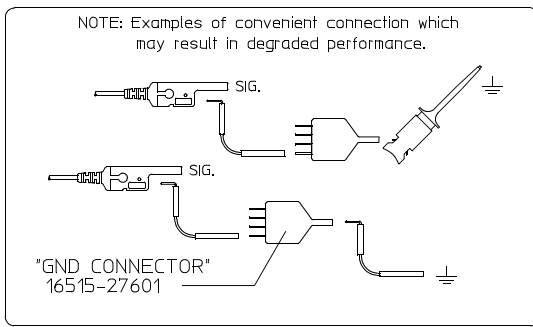 NOTE: Examples of convenient connection which
may result in degraded performance.
SIG.
SIG.
"GND CONNECTOR"
16515-27601